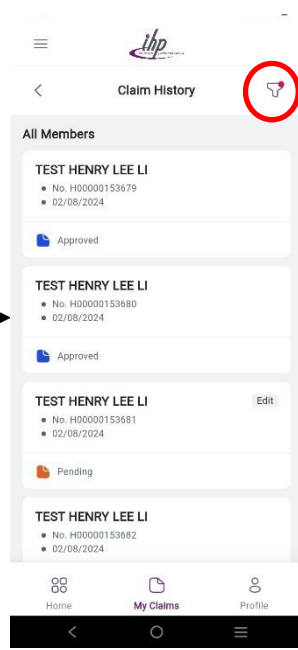 ihp
Claim History
All Members
TEST HENRY LEE LI
No. H00000153679
02/08/2024
Approved
TEST HENRY LEE LI
No. H00000153680
02/08/2024
Approved
TEST HENRY LEE LI
Edit
No. H00000153681
02/08/2024
Pending
TEST HENRY LEE LI
No. H00000153682
02/08/2024
Home
My Claims
Profile